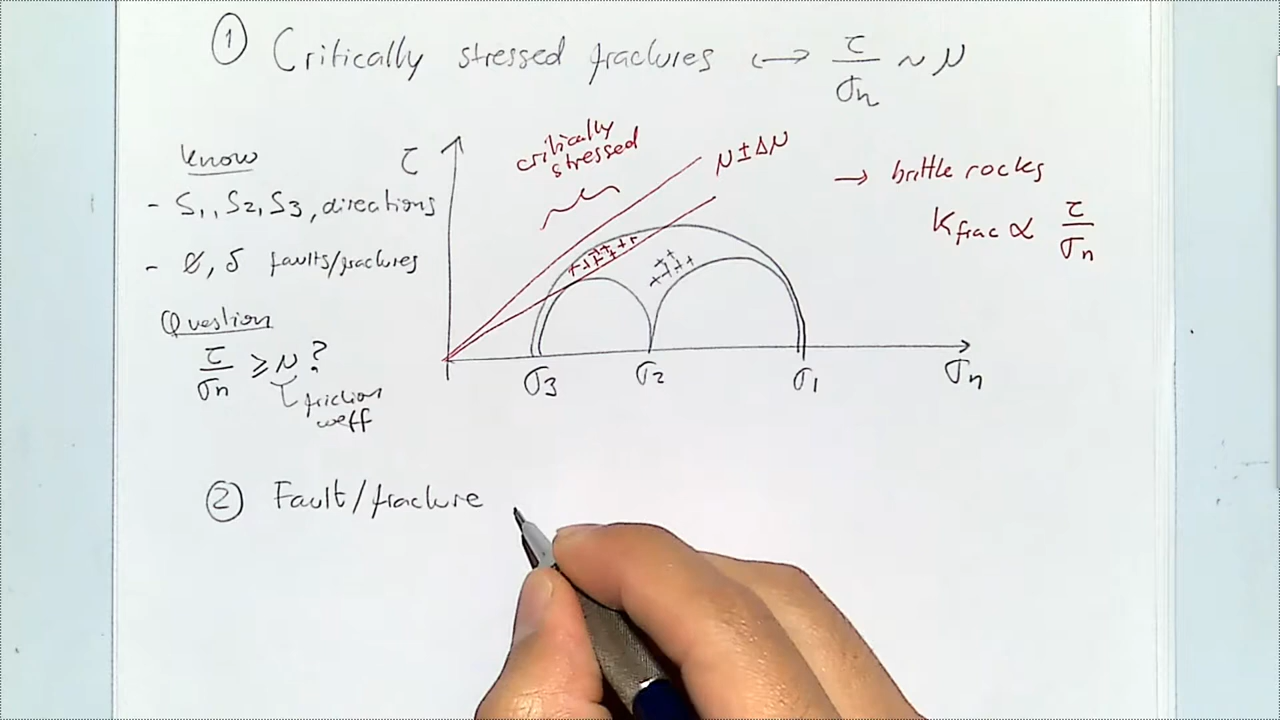 ① Critically stressed fractures ↔ τ/σn ~ μ
know
- S1, S2, S3, directions
- ø, δ faults/fractures
Question
τ/σn ≥ μ ?
friction
coeff
τ
critically
stressed
μ ± Δμ
σ3
σ2
σ1
σn
→ brittle rocks
Kfrac ∝ τ/σn
② Fault/fracture